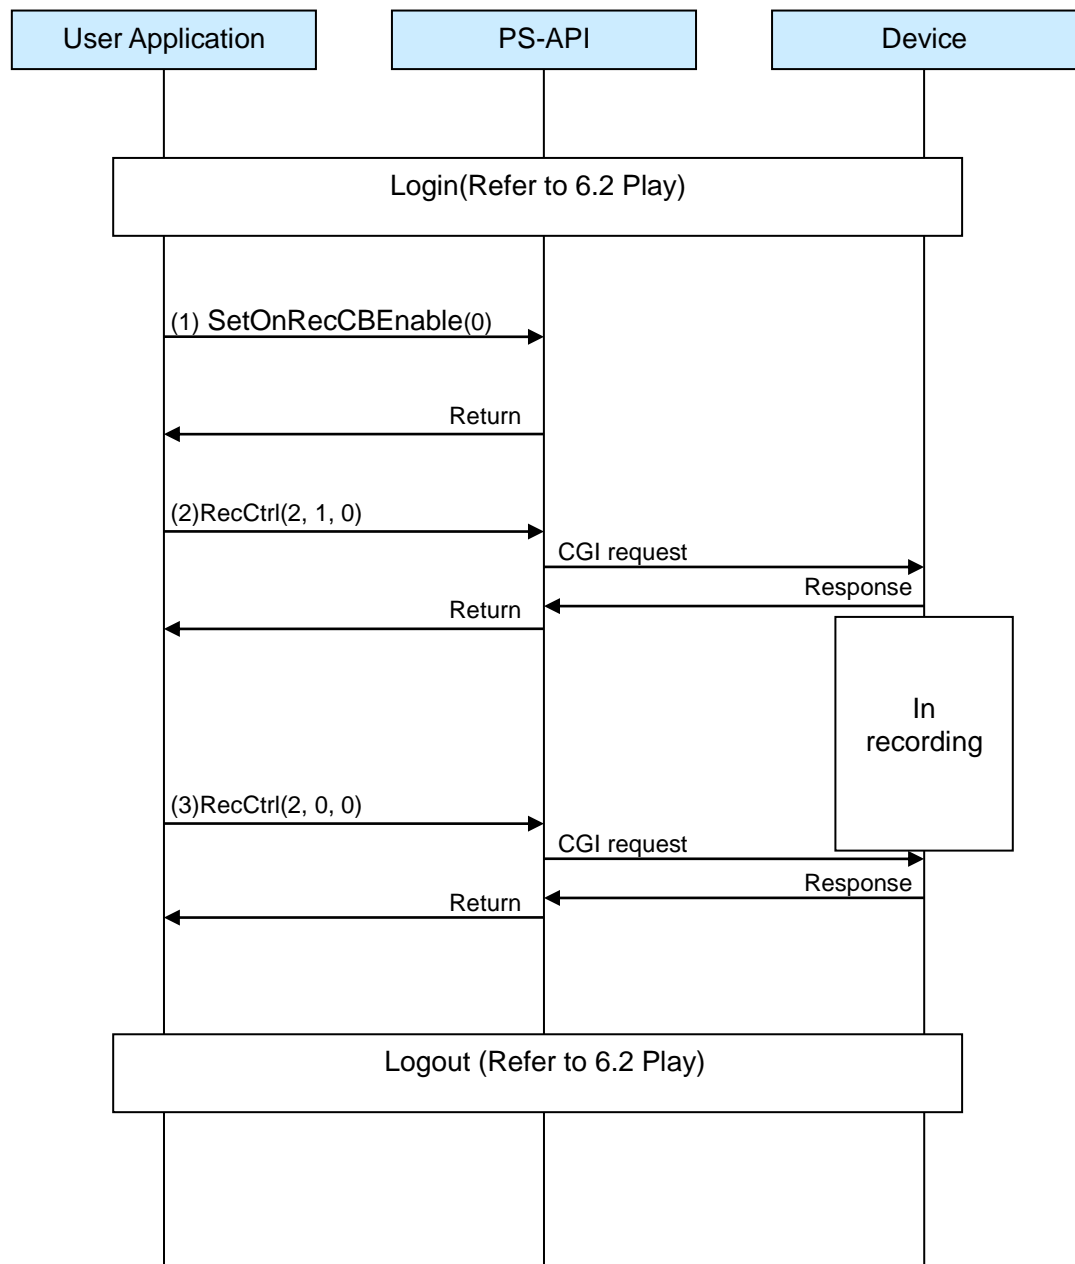 User Application
PS-API
Device
Login(Refer to 6.2 Play)
(1) SetOnRecCBEnable(0)
Return
(2)RecCtrl(2, 1, 0)
CGI request
Response
Return
In
recording
(3)RecCtrl(2, 0, 0)
CGI request
Response
Return
Logout (Refer to 6.2 Play)